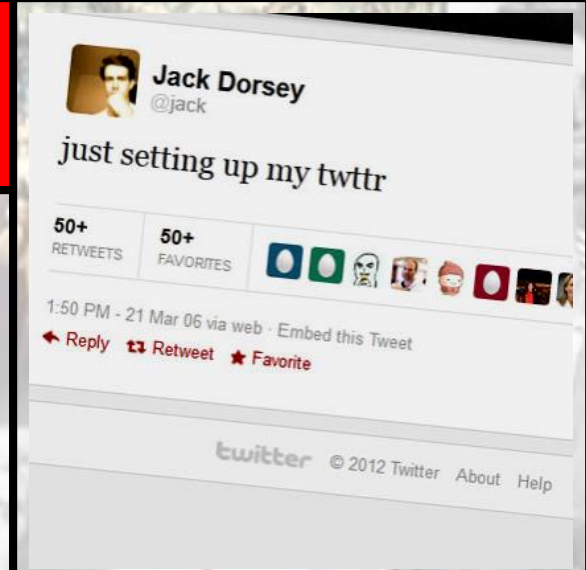 Jack Dorsey
@jack
just setting up my twttr
50+
RETWEETS
50+
FAVORITES
1:50 PM - 21 Mar 06 via web · Embed this Tweet
Reply Retweet Favorite
twitter © 2012 Twitter About Help